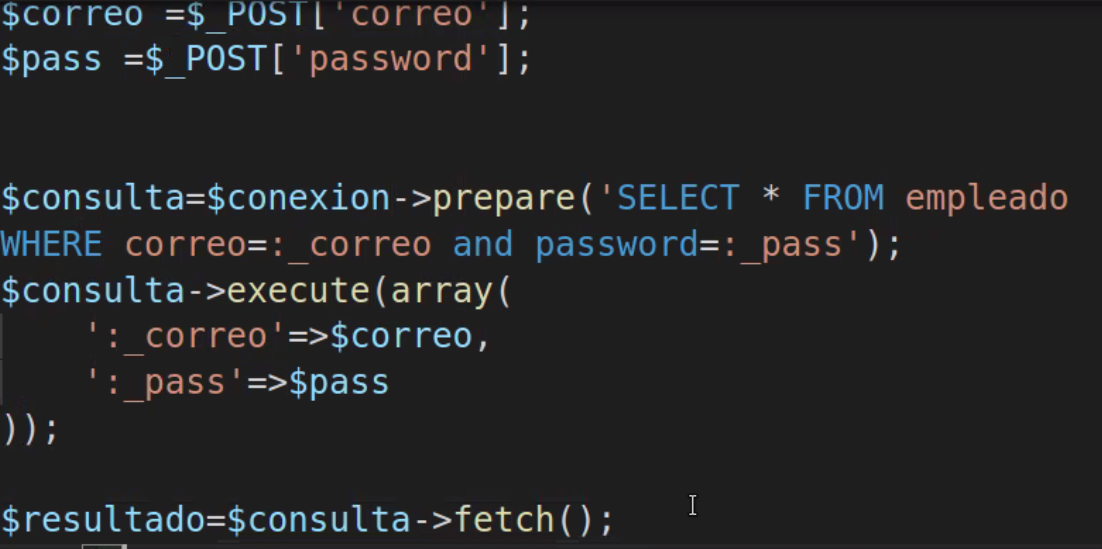 $correo =$_POST['correo'];
$pass =$_POST['password'];
$consulta=$conexion->prepare('SELECT * FROM empleado
WHERE correo=:_correo and password=:_pass');
$consulta->execute(array(
':_correo'=>$correo,
':_pass'=>$pass
));
$resultado=$consulta->fetch();